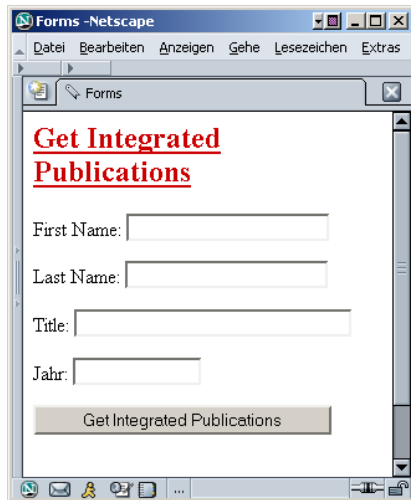 Forms -Netscape
Datei Bearbeiten Anzeigen Gehe Lesezeichen Extras
Forms
Get Integrated
Publications
First Name:
Last Name:
Title:
Jahr:
Get Integrated Publications
...